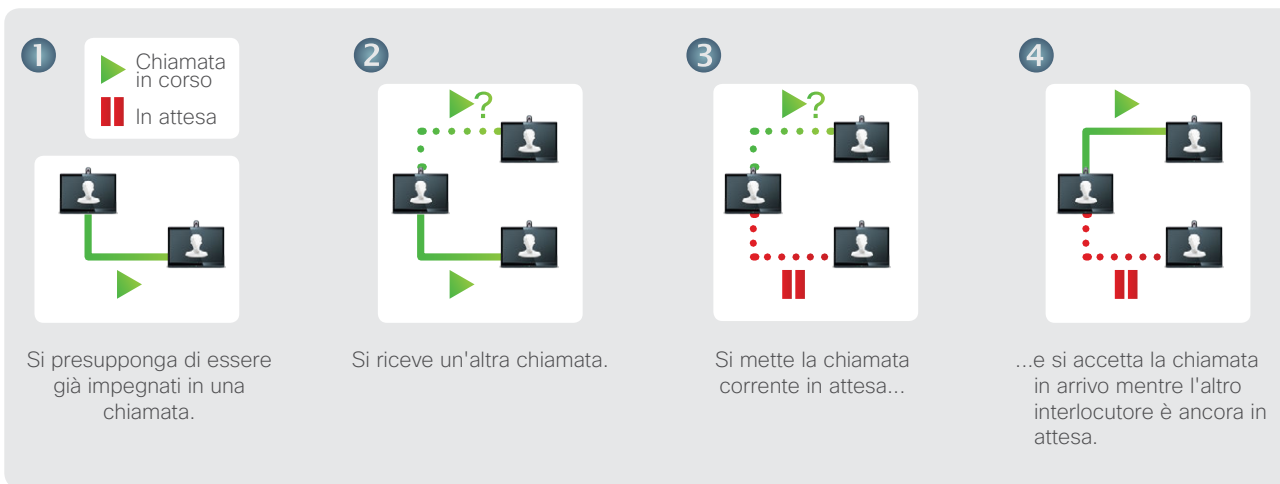 1
Chiamata
in corso
In attesa
Si presupponga di essere
già impegnati in una
chiamata.
2
?
Si riceve un'altra chiamata.
3
?
Si mette la chiamata
corrente in attesa...
4
...e si accetta la chiamata
in arrivo mentre l'altro
interlocutore è ancora in
attesa.